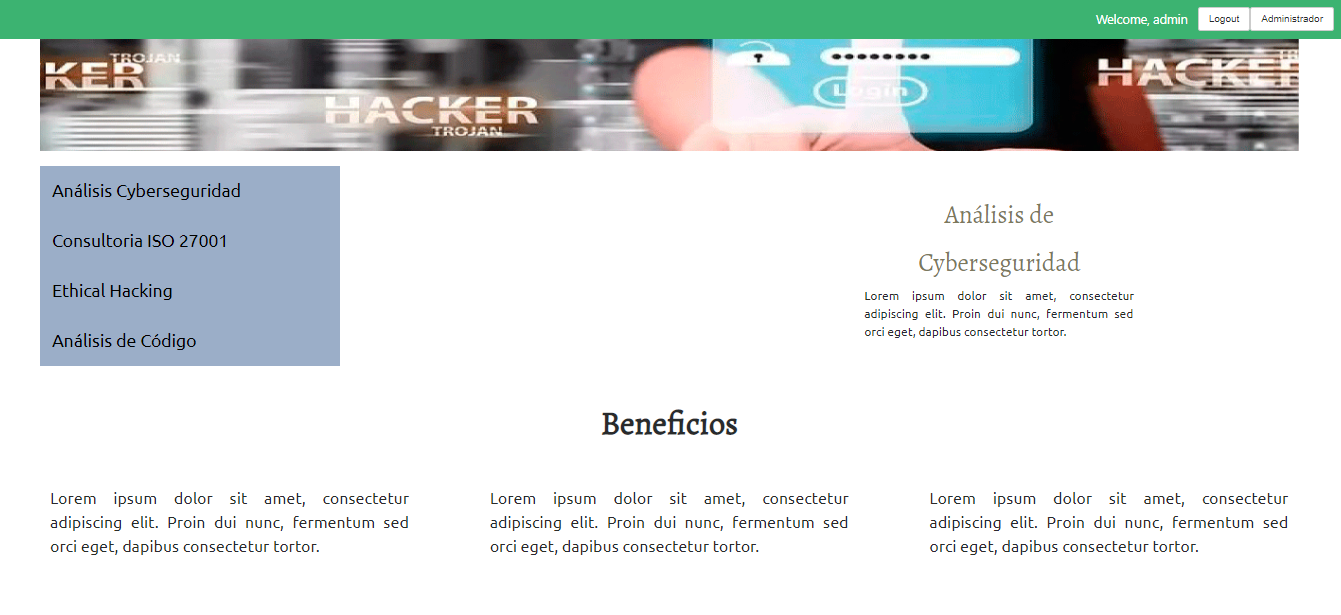 Welcome, admin Logout Administrador
TROJAN
KER
HACKER
TROJAN
Login
HACKER
Análisis Cyberseguridad
Consultoria ISO 27001
Ethical Hacking
Análisis de Código
Análisis de
Cyberseguridad
Lorem ipsum dolor sit amet, consectetur
adipiscing elit. Proin dui nunc, fermentum sed
orci eget, dapibus consectetur tortor.
Beneficios
Lorem ipsum dolor sit amet, consectetur
adipiscing elit. Proin dui nunc, fermentum sed
orci eget, dapibus consectetur tortor.
Lorem ipsum dolor sit amet, consectetur
adipiscing elit. Proin dui nunc, fermentum sed
orci eget, dapibus consectetur tortor.
Lorem ipsum dolor sit amet, consectetur
adipiscing elit. Proin dui nunc, fermentum sed
orci eget, dapibus consectetur tortor.